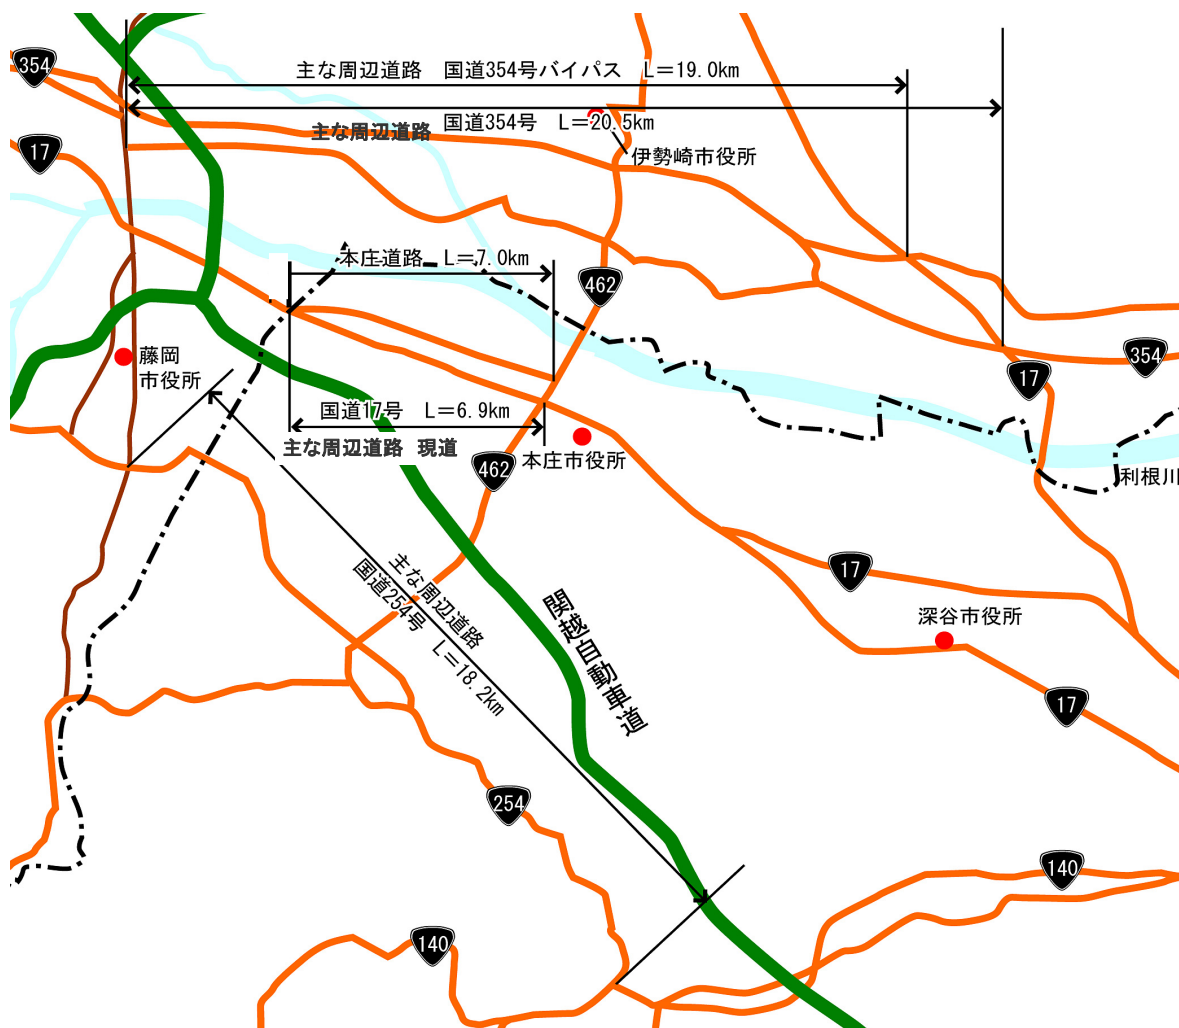 354
主な周辺道路 国道354号バイパス L=19.0km
国道354号 L=20.5km
主な周辺道路
17
伊勢崎市役所
本庄道路 L=7.0km
462
藤岡
市役所
354
17
国道17号 L=6.9km
主な周辺道路 現道
462
本庄市役所
利根川
主な周辺道路
国道254号 L=18.2km
関越自動車道
17
深谷市役所
17
254
140
140